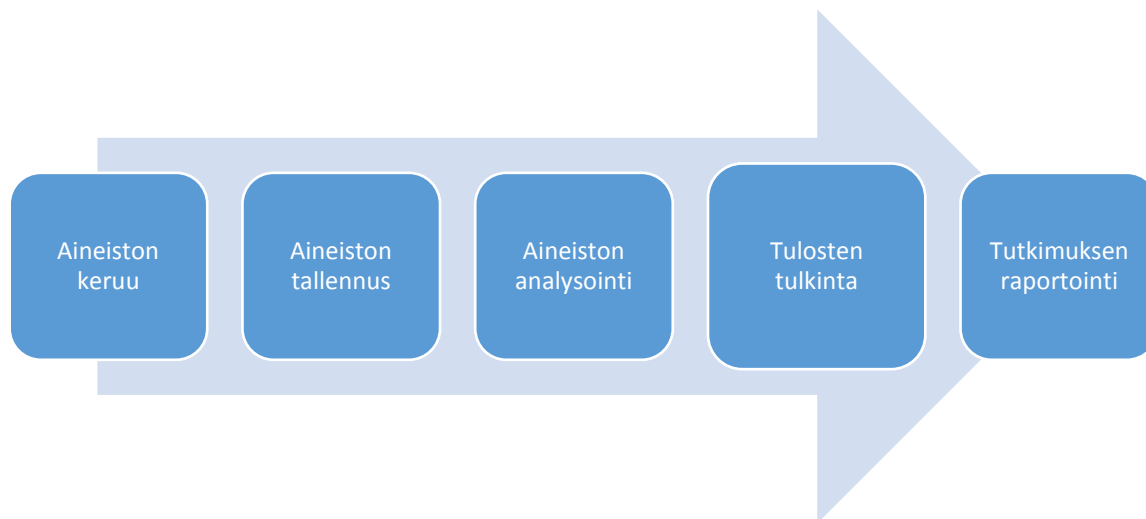 Aineiston
keruu
Aineiston
tallennus
Aineiston
analysointi
Tulosten
tulkinta
Tutkimuksen
raportointi